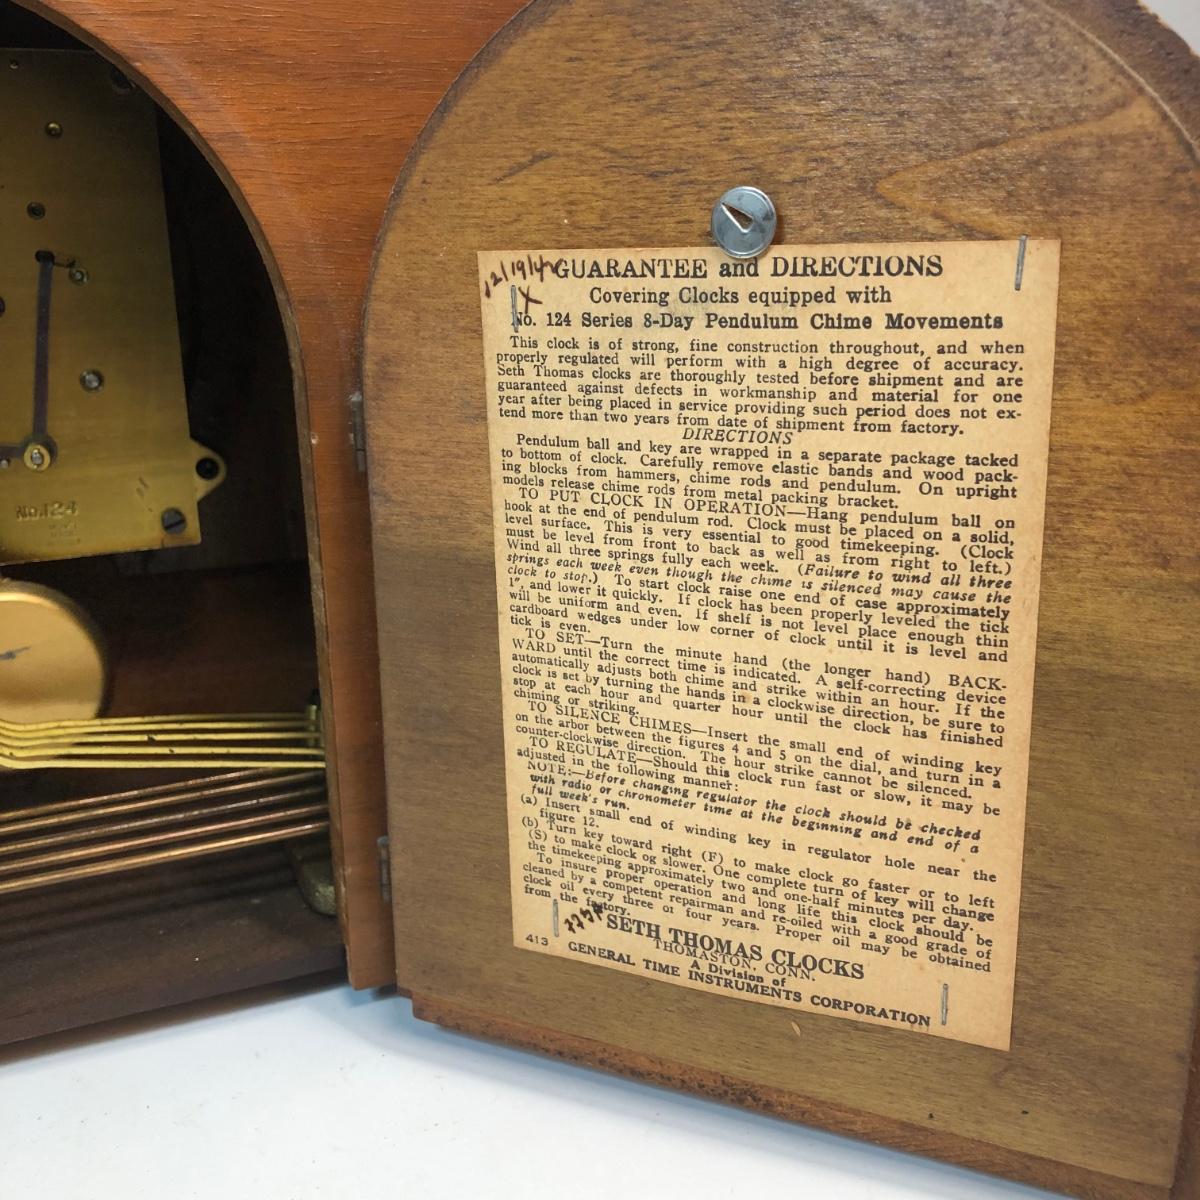 No.124
12/19/4
GUARANTEE and DIRECTIONS
X
Covering Clocks equipped with
No. 124 Series 8-Day Pendulum Chime Movements
This clock is of strong, fine construction throughout, and when
properly regulated will perform with a high degree of accuracy.
Seth Thomas clocks are thoroughly tested before shipment and are
guaranteed against defects in workmanship and material for one
year after being placed in service providing such period does not ex-
tend more than two years from date of shipment from factory.
DIRECTIONS
Pendulum ball and key are wrapped in a separate package tacked
to bottom of clock. Carefully remove elastic bands and wood pack-
ing blocks from hammers, chime rods and pendulum. On upright
models release chime rods from metal packing bracket.
TO PUT CLOCK IN OPERATION—Hang pendulum ball on
hook at the end of pendulum rod. Clock must be placed on a solid,
level surface. This is very essential to good timekeeping. (Clock
must be level from front to back as well as from right to left.)
Wind all three springs fully each week. (Failure to wind all three
springs each week even though the chime is silenced may cause the
clock to stop.) To start clock raise one end of case approximately
1", and lower it quickly. If clock has been properly leveled the tick
will be uniform and even. If shelf is not level place enough thin
cardboard wedges under low corner of clock until it is level and
tick is even.
TO SET—Turn the minute hand (the longer hand) BACK-
WARD until the correct time is indicated. A self-correcting device
automatically adjusts both chime and strike within an hour. If the
clock is set by turning the hands in a clockwise direction, be sure to
stop at each hour and quarter hour until the clock has finished
chiming or striking.
TO SILENCE CHIMES—Insert the small end of winding key
on the arbor between the figures 4 and 5 on the dial, and turn in a
counter-clockwise direction. The hour strike cannot be silenced.
TO REGULATE—Should this clock run fast or slow, it may be
adjusted in the following manner:
NOTE:—Before changing regulator the clock should be checked
with radio or chronometer time at the beginning and end of a
full week's run.
(a) Insert small end of winding key in regulator hole near the
figure 12.
(b) Turn key toward right (F) to make clock go faster or to left
(S) to make clock og slower. One complete turn of key will change
the timekeeping approximately two and one-half minutes per day.
To insure proper operation and long life this clock should be
cleaned by a competent repairman and re-oiled with a good grade of
clock oil every three or four years. Proper oil may be obtained
from the factory.
SETH THOMAS CLOCKS
THOMASTON, CONN.
413
A Division of
GENERAL TIME INSTRUMENTS CORPORATION